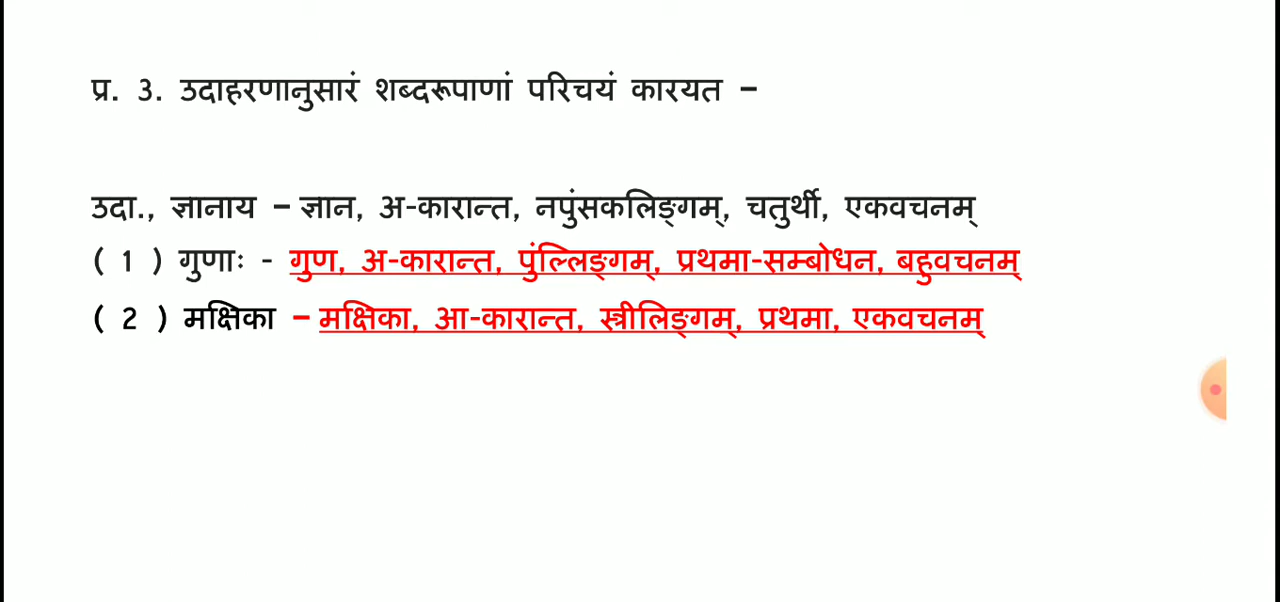 प्र. 3. उदाहरणानुसारं शब्दरूपाणां परिचयं कारयत –
उदा., ज्ञानाय – ज्ञान, अ-कारान्त, नपुंसकलिङ्गम्, चतुर्थी, एकवचनम्
( 1 ) गुणाः - गुण, अ-कारान्त, पुंल्लिङ्गम्, प्रथमा-सम्बोधन, बहुवचनम्
( 2 ) मक्षिका – मक्षिका, आ-कारान्त, स्त्रीलिङ्गम्, प्रथमा, एकवचनम्